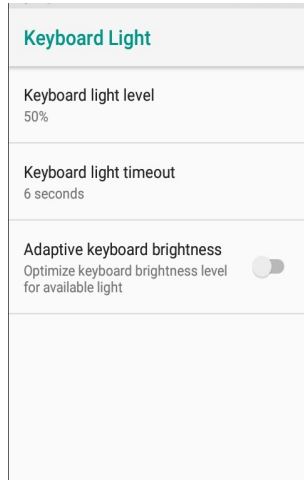 Keyboard Light
Keyboard light level
50%
Keyboard light timeout
6 seconds
Adaptive keyboard brightness
Optimize keyboard brightness level
for available light